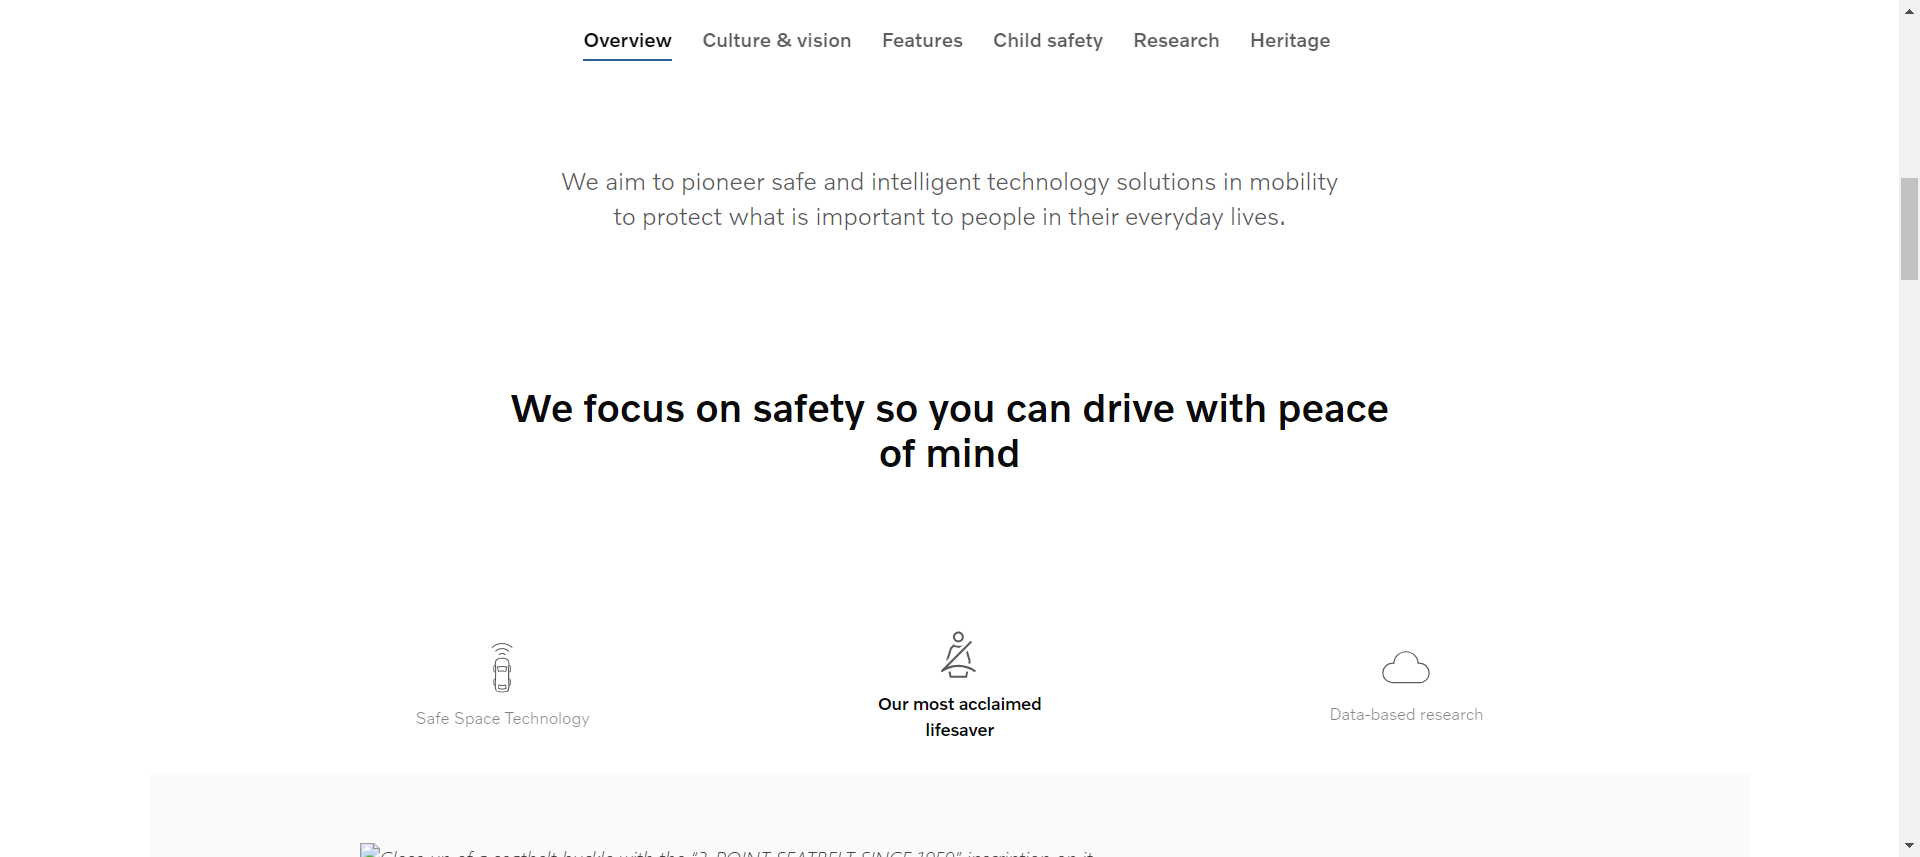 Overview Culture & vision Features Child safety Research Heritage
We aim to pioneer safe and intelligent technology solutions in mobility
to protect what is important to people in their everyday lives.
We focus on safety so you can drive with peace
of mind
Safe Space Technology
Our most acclaimed
lifesaver
Data-based research
Close up of a seatbelt buckle with the “3-POINT SEATBELT SINCE 1959” inscription on it